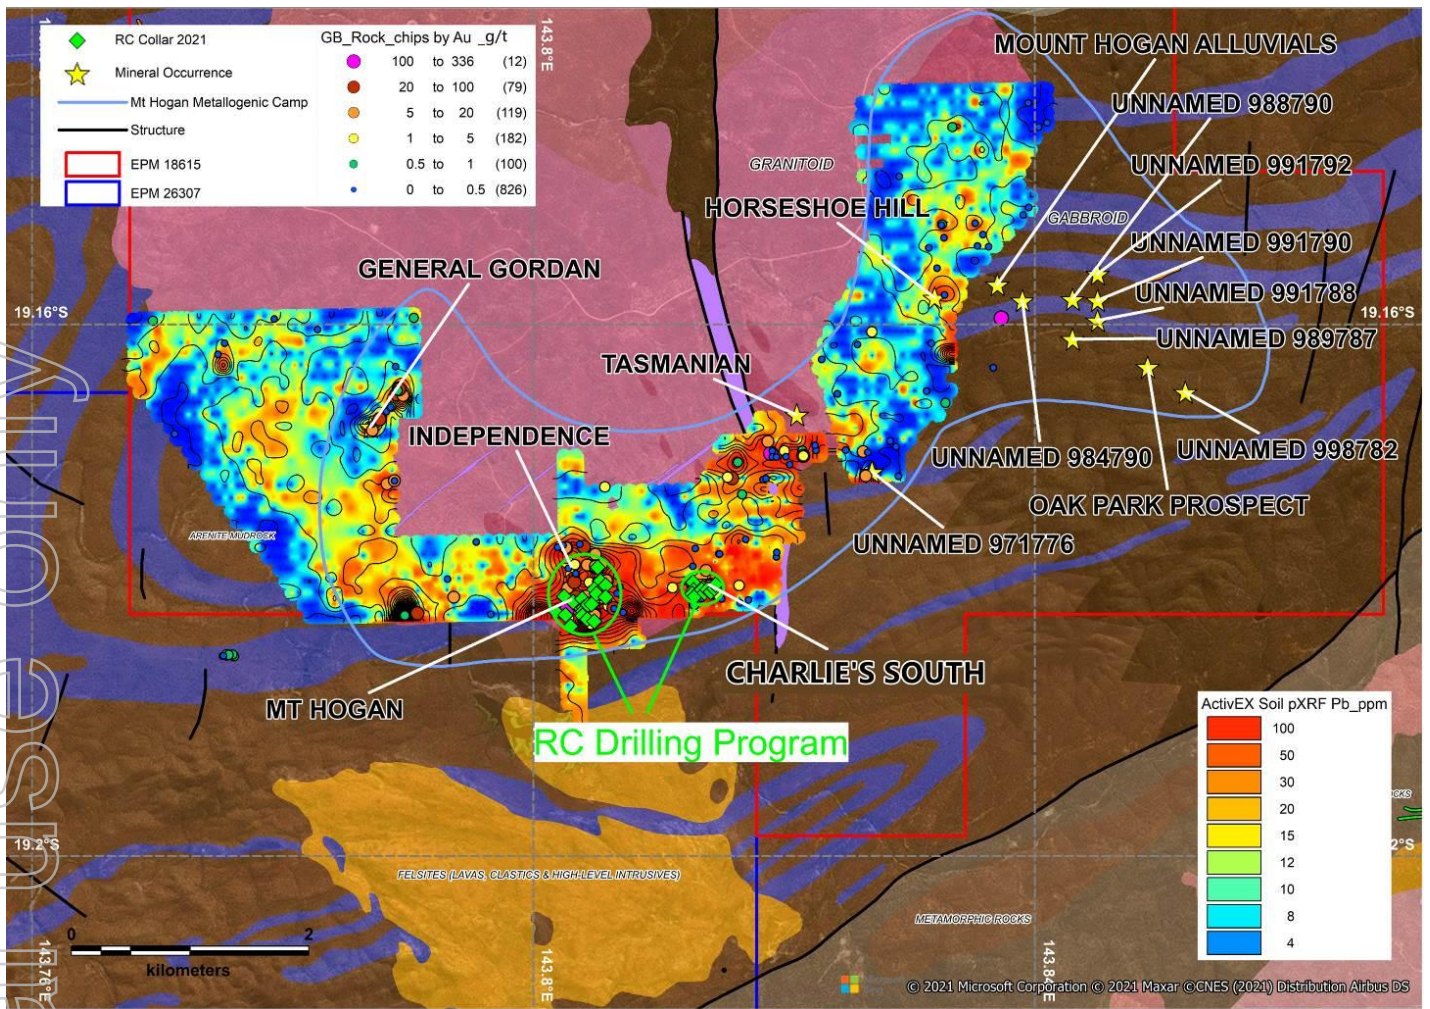 RC Collar 2021
Mineral Occurrence
Mt Hogan Metallogenic Camp
Structure
EPM 18615
EPM 26307
GB_Rock_chips by Au _g/t
100 to 336 (12)
20 to 100 (79)
5 to 20 (119)
1 to 5 (182)
0.5 to 1 (100)
0 to 0.5 (826)
143.8°E
MOUNT HOGAN ALLUVIALS
UNNAMED 988790
UNNAMED 991792
GRANITOID
HORSESHOE HILL
GABBROID
UNNAMED 991790
GENERAL GORDAN
UNNAMED 991788
19.16°S
19.16°S
UNNAMED 989787
TASMANIAN
INDEPENDENCE
UNNAMED 984790
UNNAMED 998782
OAK PARK PROSPECT
ARENITE MUDROCK
UNNAMED 971776
CHARLIE'S SOUTH
MT HOGAN
RC Drilling Program
ActivEX Soil pXRF Pb_ppm
100
50
30
20
15
12
10
8
4
19.2°S
2°S
FELSITES (LAVAS, CLASTICS & HIGH-LEVEL INTRUSIVES)
METAMORPHIC ROCKS
0 2
kilometers
143.76°E
143.8°E
143.84°E
© 2021 Microsoft Corporation © 2021 Maxar ©CNES (2021) Distribution Airbus DS
use only